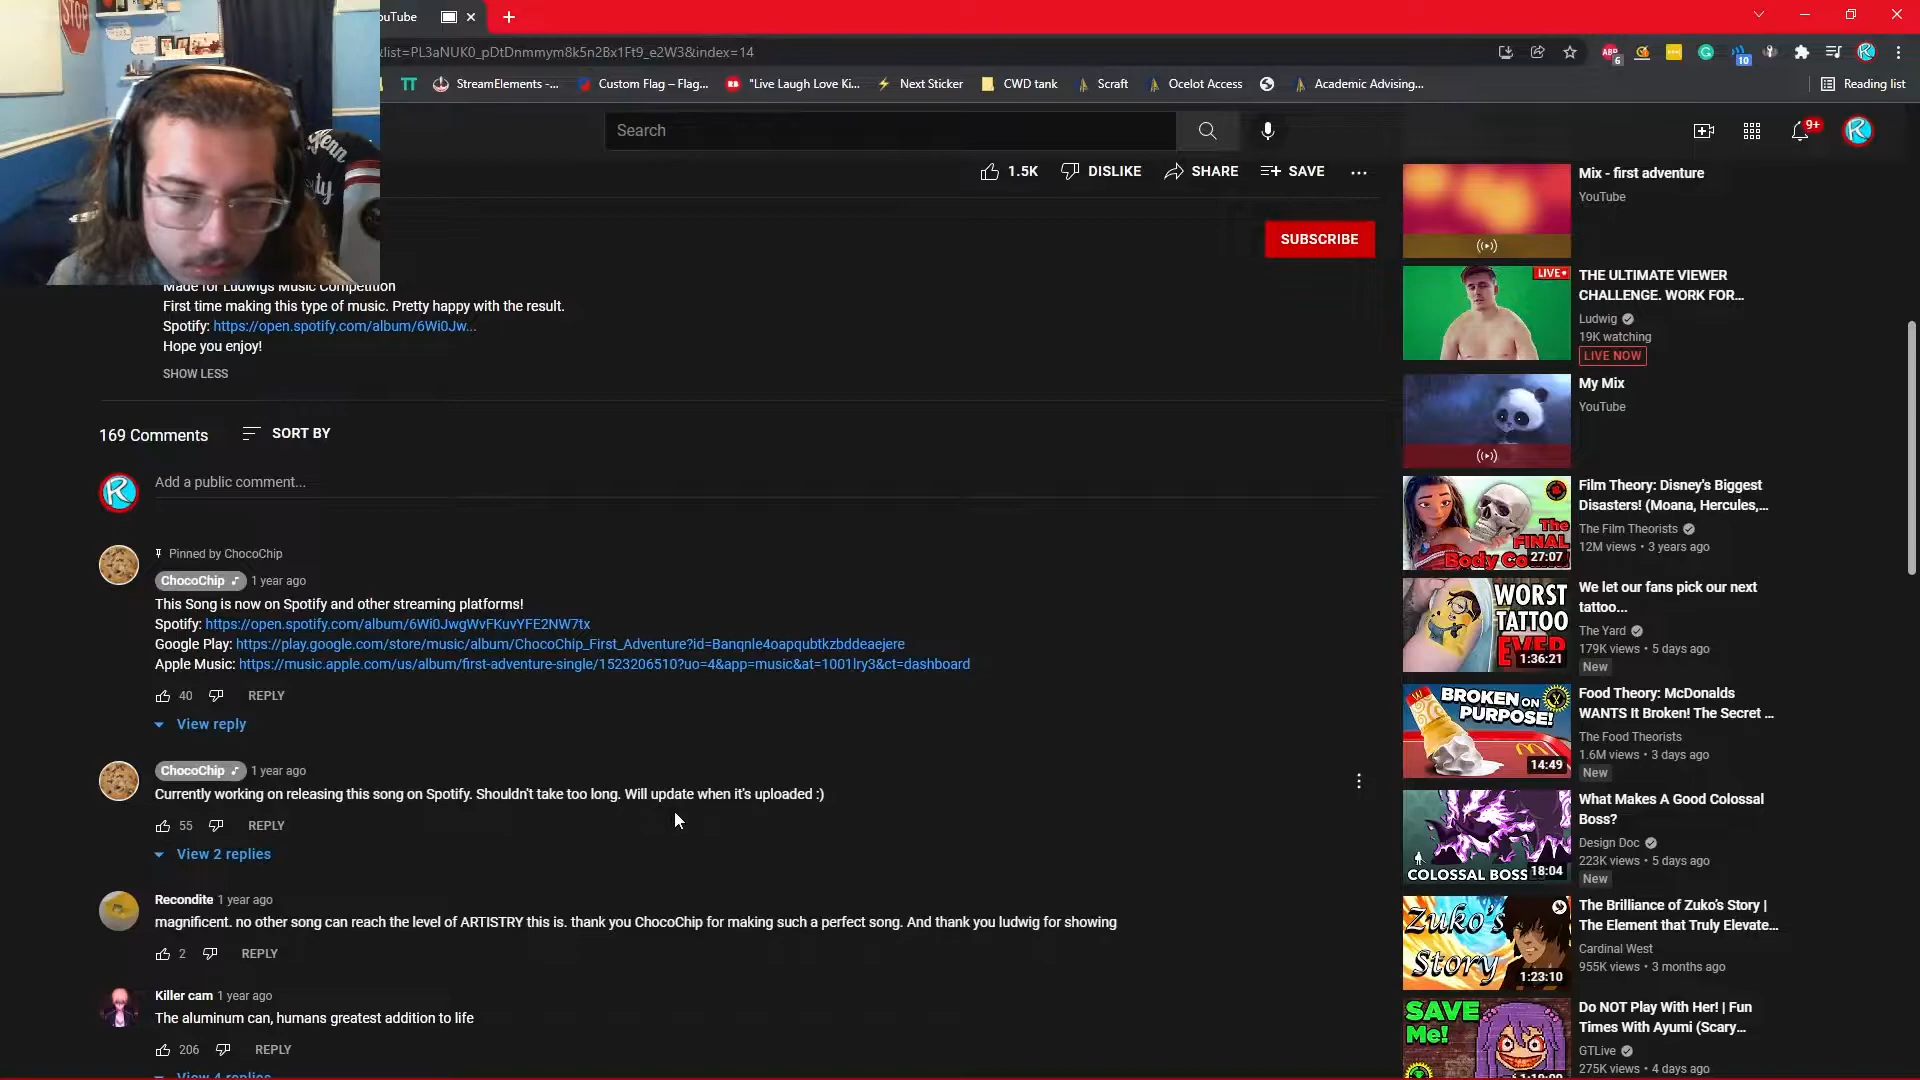 STOP
ouTube
list=PL3aNUK0_pDtDnmmym8k5n2Bx1Ft9_e2W3&index=14
ABP
6
10
TT
StreamElements -...
Custom Flag – Flag...
"Live Laugh Love Ki...
Next Sticker
CWD tank
Scraft
Ocelot Access
Academic Advising...
Reading list
Search
9+
1.5K
DISLIKE
SHARE
SAVE
SUBSCRIBE
Made for Ludwigs Music Competition
First time making this type of music. Pretty happy with the result.
Spotify: https://open.spotify.com/album/6Wi0Jw...
Hope you enjoy!
SHOW LESS
169 Comments
SORT BY
Add a public comment...
Pinned by ChocoChip
ChocoChip 1 year ago
This Song is now on Spotify and other streaming platforms!
Spotify: https://open.spotify.com/album/6Wi0JwgWvFKuvYFE2NW7tx
Google Play: https://play.google.com/store/music/album/ChocoChip_First_Adventure?id=Banqnle4oapqubtkzbddeaejere
Apple Music: https://music.apple.com/us/album/first-adventure-single/1523206510?uo=4&app=music&at=1001lry3&ct=dashboard
40
REPLY
View reply
ChocoChip 1 year ago
Currently working on releasing this song on Spotify. Shouldn't take too long. Will update when it's uploaded :)
55
REPLY
View 2 replies
Recondite 1 year ago
magnificent. no other song can reach the level of ARTISTRY this is. thank you ChocoChip for making such a perfect song. And thank you ludwig for showing
2
REPLY
Killer cam 1 year ago
The aluminum can, humans greatest addition to life
206
REPLY
View 4 replies
Mix - first adventure
YouTube
LIVE
THE ULTIMATE VIEWER
CHALLENGE. WORK FOR...
Ludwig
19K watching
LIVE NOW
My Mix
YouTube
The
FINAL
Body Co
27:07
Film Theory: Disney's Biggest
Disasters! (Moana, Hercules,...
The Film Theorists
12M views • 3 years ago
WORST
TATTOO
EVER
1:36:21
We let our fans pick our next
tattoo...
The Yard
179K views • 5 days ago
New
BROKEN ON
PURPOSE!
14:49
Food Theory: McDonalds
WANTS It Broken! The Secret ...
The Food Theorists
1.6M views • 3 days ago
New
COLOSSAL BOSS
18:04
What Makes A Good Colossal
Boss?
Design Doc
223K views • 5 days ago
New
Zuko's
Story
1:23:10
The Brilliance of Zuko's Story |
The Element that Truly Elevate...
Cardinal West
955K views • 3 months ago
SAVE
Me!
Do NOT Play With Her! | Fun
Times With Ayumi (Scary...
GTLive
275K views • 4 days ago